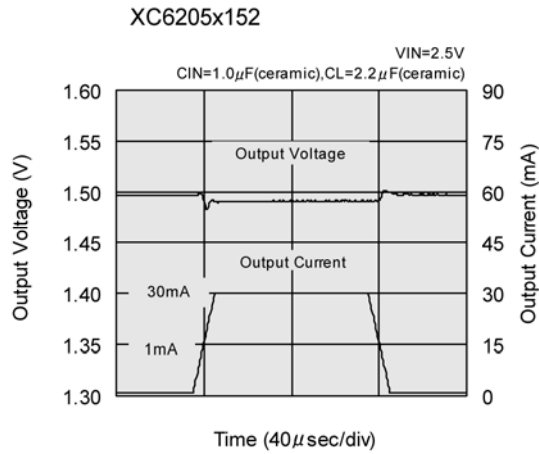 XC6205x152
VIN=2.5V
CIN=1.0μF(ceramic),CL=2.2μF(ceramic)
Output Voltage (V)
1.60
1.55
1.50
1.45
1.40
1.35
1.30
Output Voltage
Output Current
30mA
1mA
90
75
60
45
30
15
0
Output Current (mA)
Time (40μsec/div)